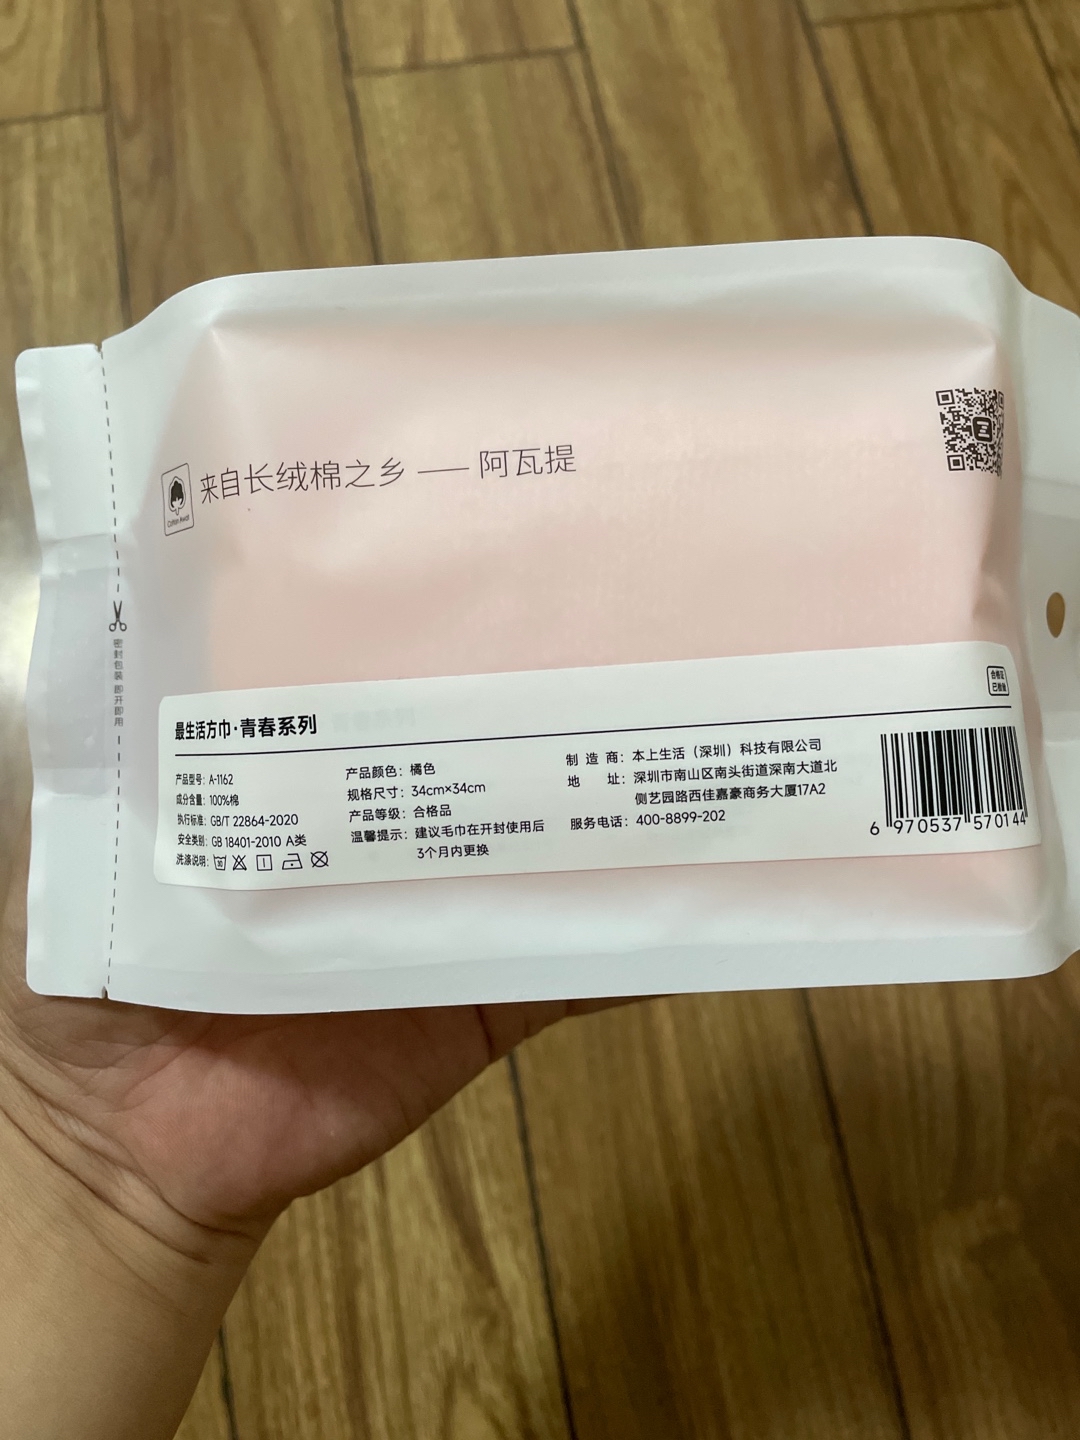 来自长绒棉之乡 —— 阿瓦提
Cotton Awati
密封包装 即开即用
合格证
最生活方巾·青春系列
产品型号：A-1162
成分含量：100%棉
执行标准：GB/T 22864-2020
安全类别：GB 18401-2010 A类
洗涤说明：
产品颜色：橘色
规格尺寸：34cm×34cm
产品等级：合格品
温馨提示：建议毛巾在开封使用后
3个月内更换
制 造 商：本上生活（深圳）科技有限公司
地 址：深圳市南山区南头街道深南大道北
侧艺园路西佳嘉豪商务大厦17A2
服务电话：400-8899-202
6 970537 570144